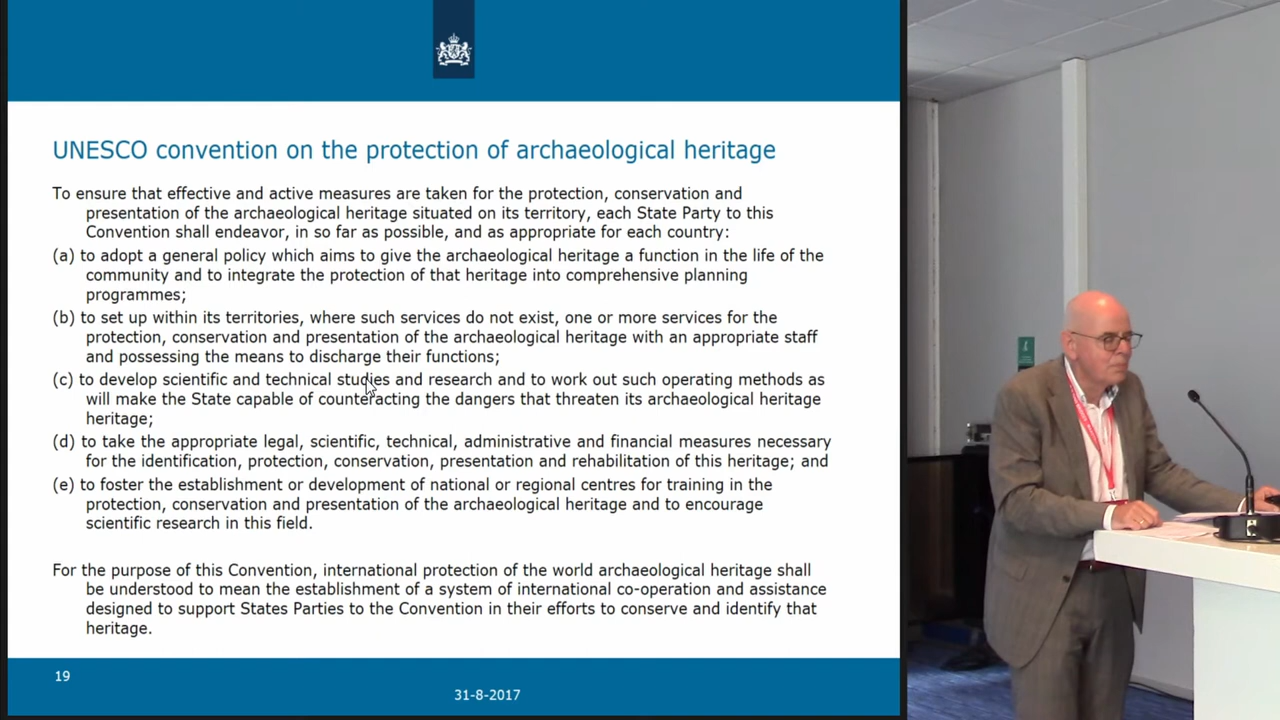 UNESCO convention on the protection of archaeological heritage
To ensure that effective and active measures are taken for the protection, conservation and
presentation of the archaeological heritage situated on its territory, each State Party to this
Convention shall endeavor, in so far as possible, and as appropriate for each country:
(a) to adopt a general policy which aims to give the archaeological heritage a function in the life of the
community and to integrate the protection of that heritage into comprehensive planning
programmes;
(b) to set up within its territories, where such services do not exist, one or more services for the
protection, conservation and presentation of the archaeological heritage with an appropriate staff
and possessing the means to discharge their functions;
(c) to develop scientific and technical studies and research and to work out such operating methods as
will make the State capable of counteracting the dangers that threaten its archaeological heritage
heritage;
(d) to take the appropriate legal, scientific, technical, administrative and financial measures necessary
for the identification, protection, conservation, presentation and rehabilitation of this heritage; and
(e) to foster the establishment or development of national or regional centres for training in the
protection, conservation and presentation of the archaeological heritage and to encourage
scientific research in this field.
For the purpose of this Convention, international protection of the world archaeological heritage shall
be understood to mean the establishment of a system of international co-operation and assistance
designed to support States Parties to the Convention in their efforts to conserve and identify that
heritage.
19
31-8-2017